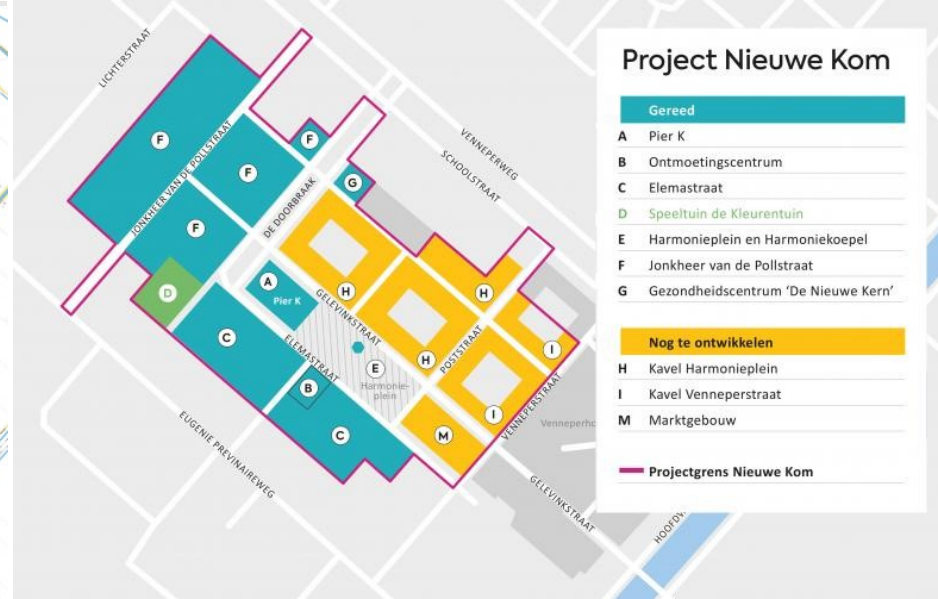 LICHTERSTRAAT
JONKHEER VAN DE POLLSTRAAT
DE DOORBRAAK
VENNEPERWEG
SCHOOLSTRAAT
F
F
F
F
G
D
A
Pier K
H
H
H
GELEVINKSTRAAT
ELEMASTRAAT
E
Harmonie-
plein
C
B
C
POSTSTRAAT
I
I
M
VENNEPERSTRAAT
EUGENIE PREVINAIREWEG
GELEVINKSTRAAT
Project Nieuwe Kom
Gereed
A Pier K
B Ontmoetingscentrum
C Elemastraat
D Speeltuin de Kleurentuin
E Harmonieplein en Harmoniekoepel
F Jonkheer van de Pollstraat
G Gezondheidscentrum ‘De Nieuwe Kern’
Nog te ontwikkelen
H Kavel Harmonieplein
I Kavel Venneperstraat
M Marktgebouw
Projectgrens Nieuwe Kom